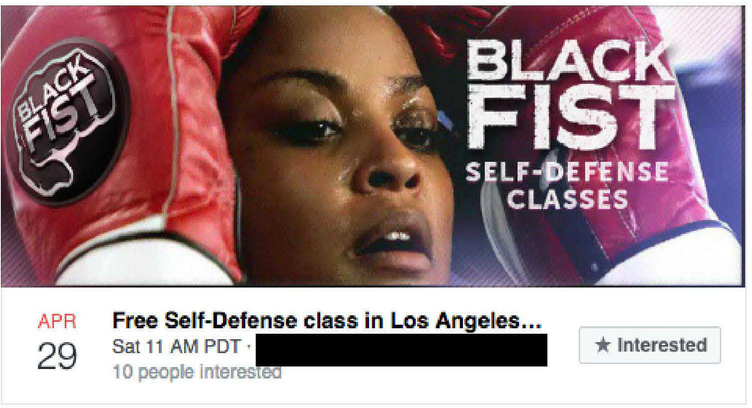 BLACK
FIST
BLACK
FIST
SELF-DEFENSE
CLASSES
APR
29
Free Self-Defense class in Los Angeles...
Sat 11 AM PDT ·
10 people interested
★ Interested